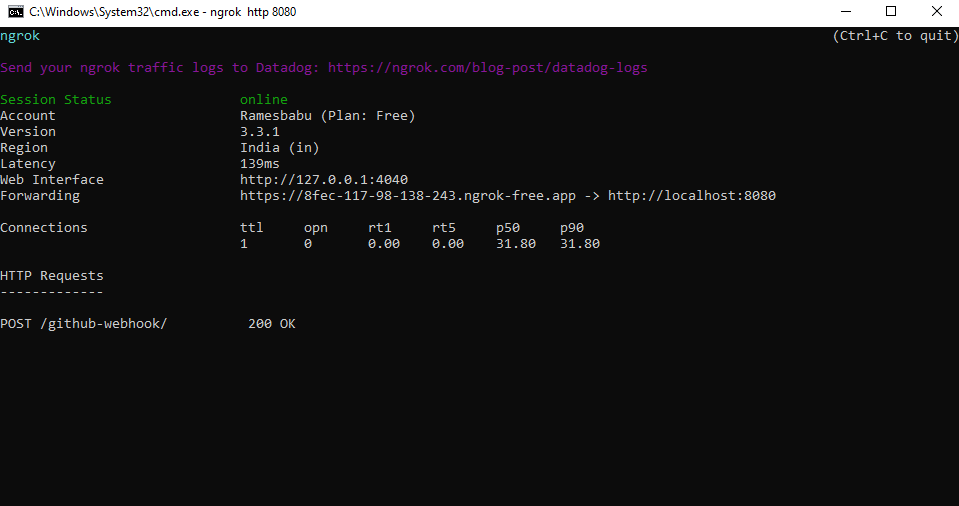 C:\Windows\System32\cmd.exe - ngrok  http 8080
ngrok (Ctrl+C to quit)
Send your ngrok traffic logs to Datadog: https://ngrok.com/blog-post/datadog-logs
Session Status online
Account Ramesbabu (Plan: Free)
Version 3.3.1
Region India (in)
Latency 139ms
Web Interface http://127.0.0.1:4040
Forwarding https://8fec-117-98-138-243.ngrok-free.app -> http://localhost:8080
Connections ttl opn rt1 rt5 p50 p90
1 0 0.00 0.00 31.80 31.80
HTTP Requests
-------------
POST /github-webhook/ 200 OK